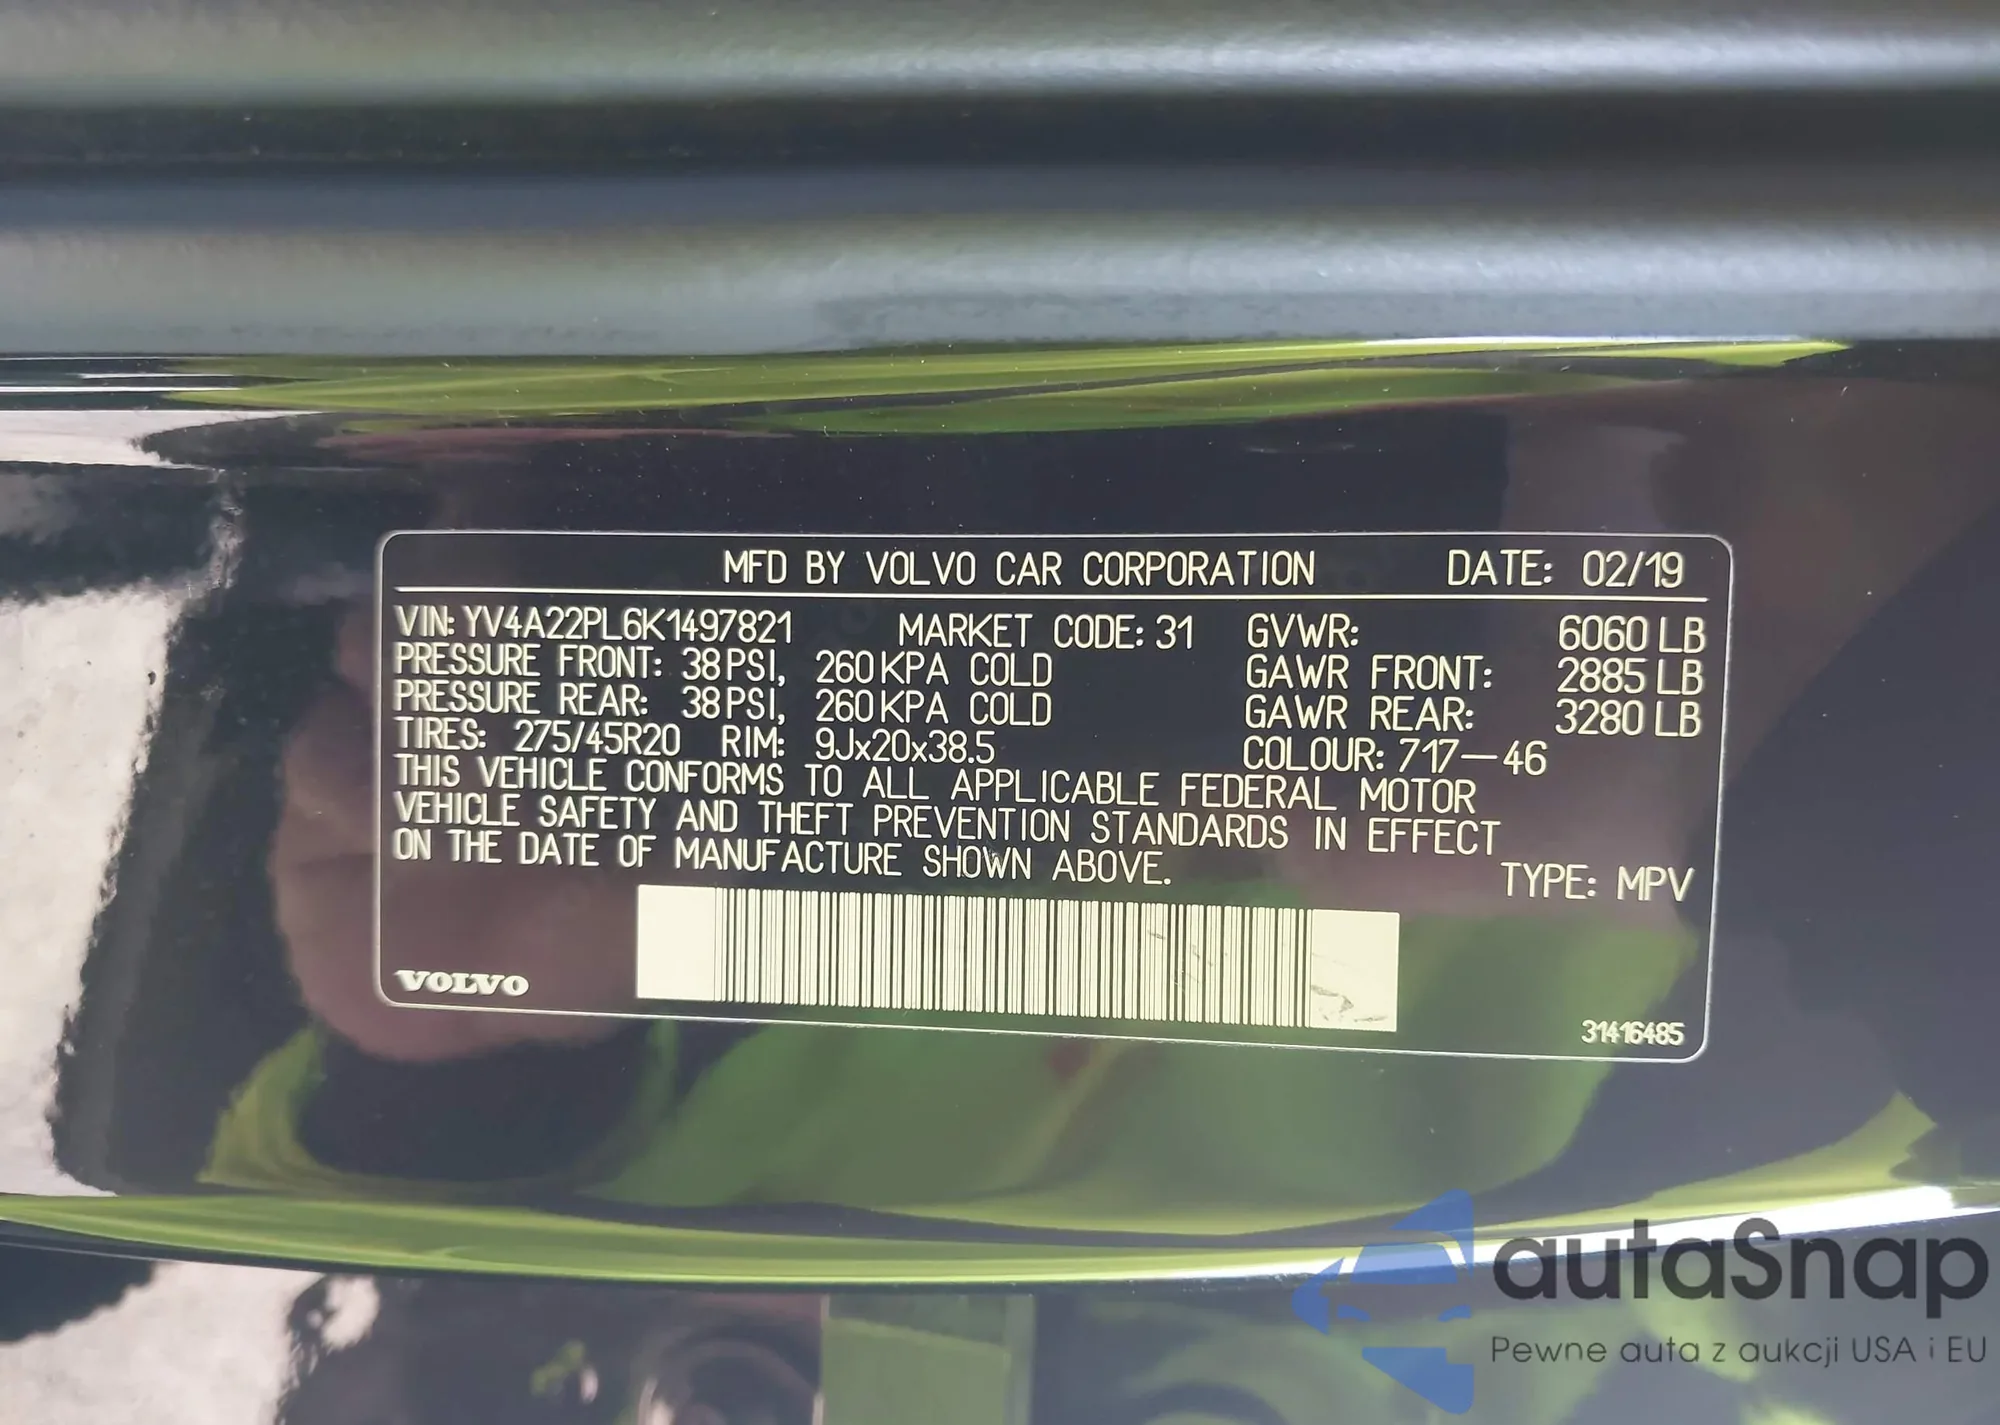 MFD BY VOLVO CAR CORPORATION DATE: 02/19
VIN: YV4A22PL6K1497821 MARKET CODE: 31 GVWR: 6060 LB
PRESSURE FRONT: 38 PSI, 260 KPA COLD GAWR FRONT: 2885 LB
PRESSURE REAR: 38 PSI, 260 KPA COLD GAWR REAR: 3280 LB
TIRES: 275/45R20 RIM: 9Jx20x38.5 COLOUR: 717-46
THIS VEHICLE CONFORMS TO ALL APPLICABLE FEDERAL MOTOR
VEHICLE SAFETY AND THEFT PREVENTION STANDARDS IN EFFECT
ON THE DATE OF MANUFACTURE SHOWN ABOVE.
TYPE: MPV
VOLVO
31416485
autaSnap
Pewne auta z aukcji USA i EU